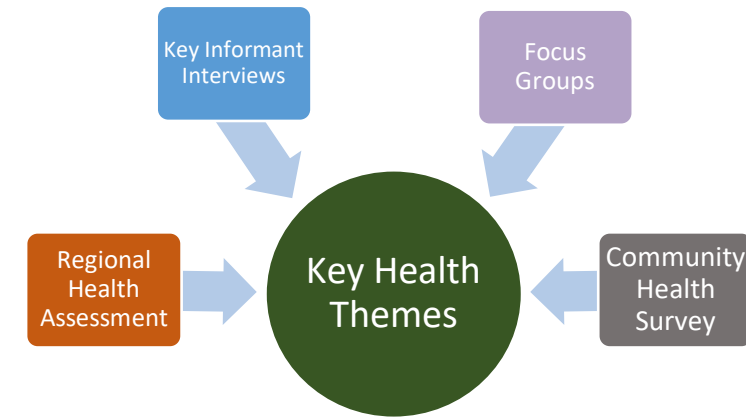 Key Informant
Interviews
Focus
Groups
Regional
Health
Assessment
Key Health
Themes
Community
Health
Survey